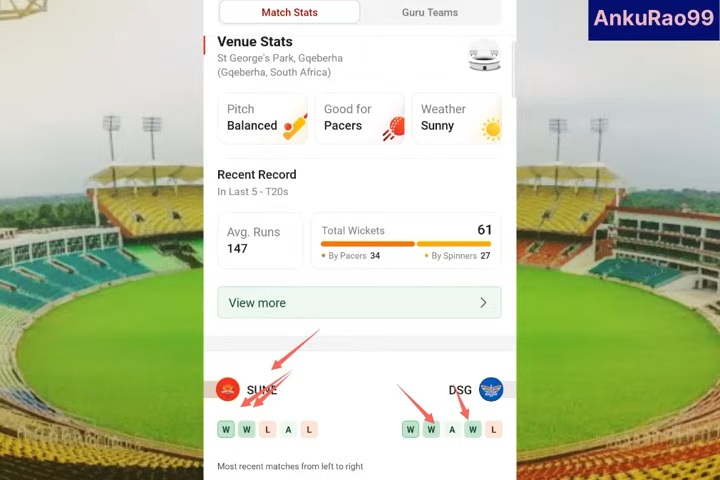 Match Stats
Guru Teams
AnkuRao99
Venue Stats
St George's Park, Gqeberha
(Gqeberha, South Africa)
Pitch
Balanced
Good for
Pacers
Weather
Sunny
Recent Record
In Last 5 - T20s
Avg. Runs
147
Total Wickets 61
By Pacers 34
By Spinners 27
View more
SUNE
DSG
W W L A L
W W A W L
Most recent matches from left to right